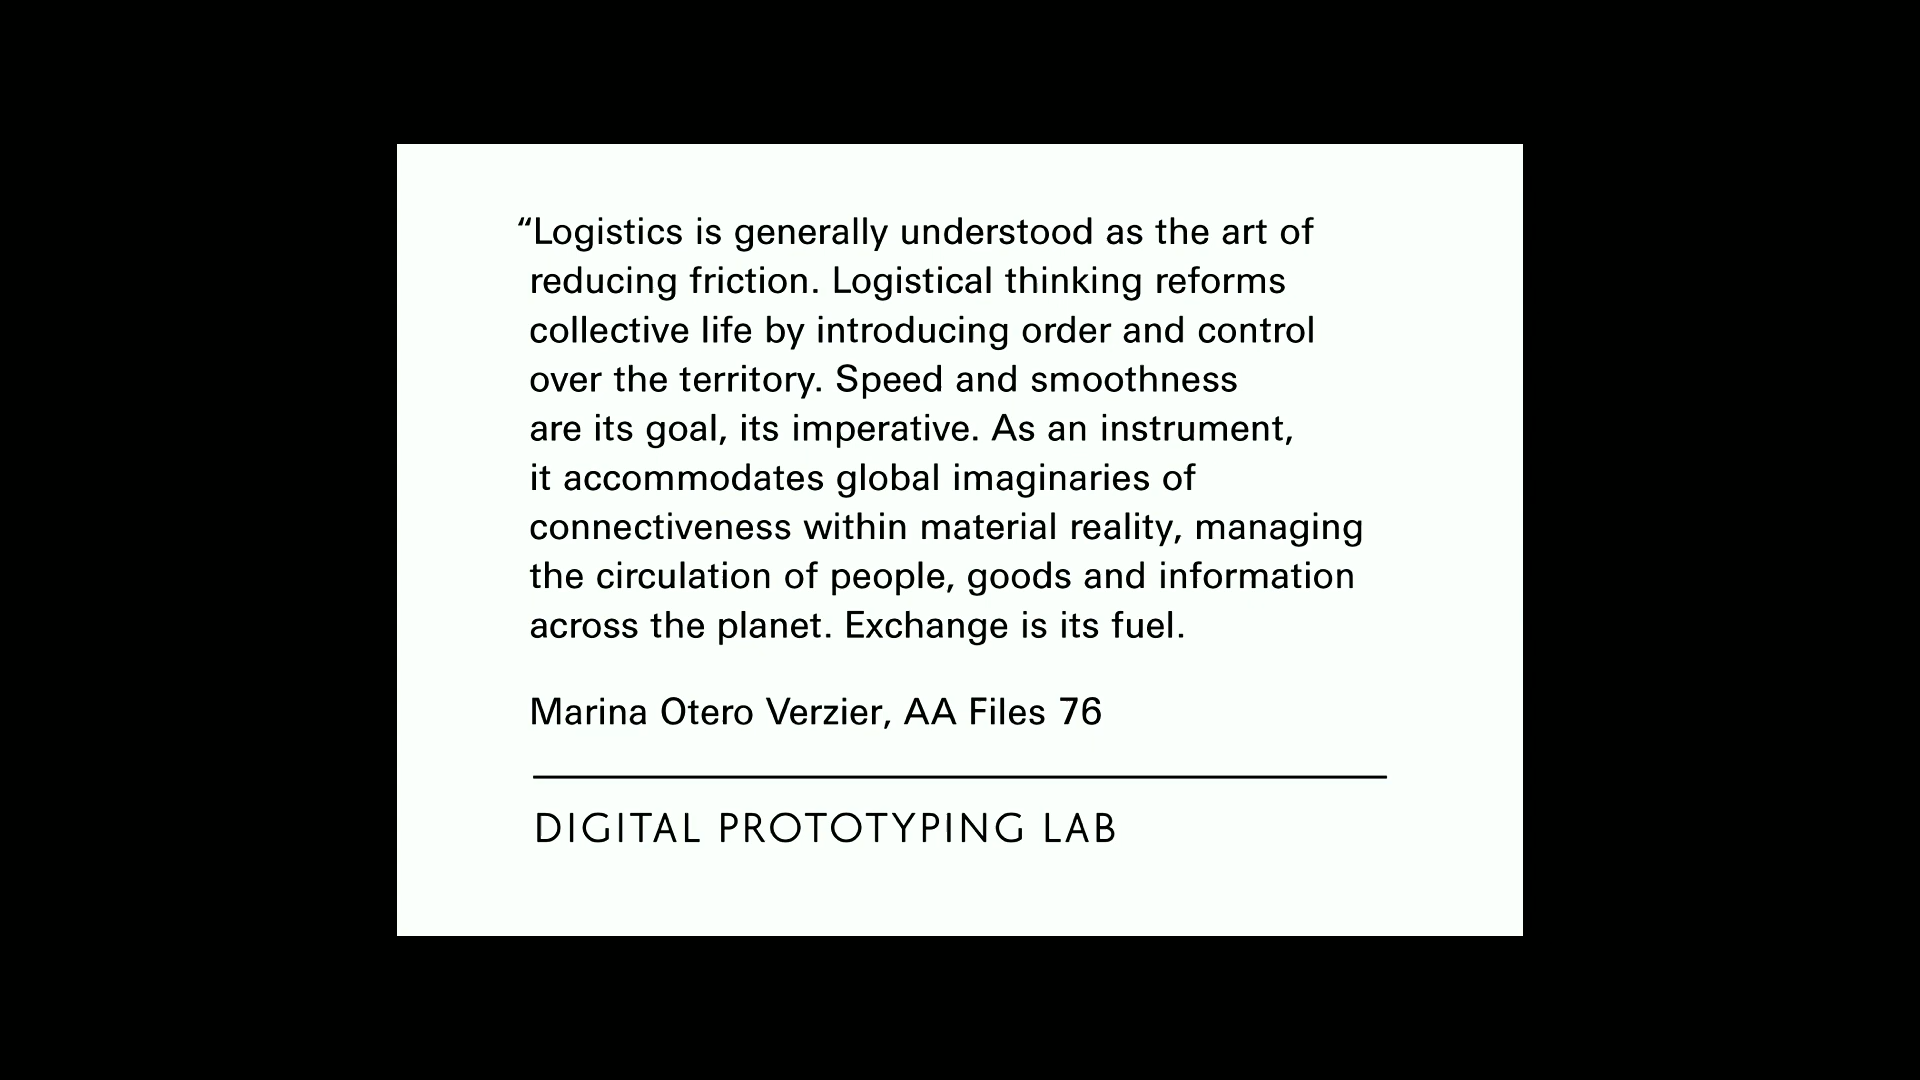 “Logistics is generally understood as the art of
reducing friction. Logistical thinking reforms
collective life by introducing order and control
over the territory. Speed and smoothness
are its goal, its imperative. As an instrument,
it accommodates global imaginaries of
connectiveness within material reality, managing
the circulation of people, goods and information
across the planet. Exchange is its fuel.
Marina Otero Verzier, AA Files 76
DIGITAL PROTOTYPING LAB